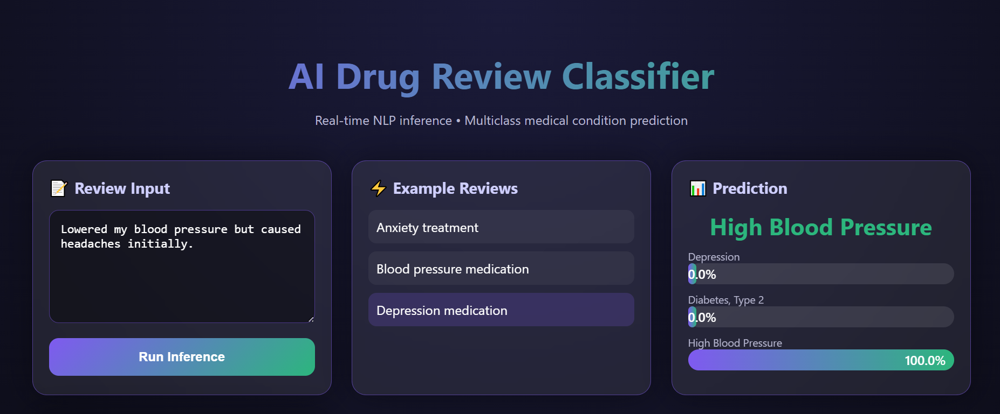 AI Drug Review Classifier
Real-time NLP inference • Multiclass medical condition prediction
Review Input
Lowered my blood pressure but caused
headaches initially.
Run Inference
Example Reviews
Anxiety treatment
Blood pressure medication
Depression medication
Prediction
High Blood Pressure
Depression
0.0%
Diabetes, Type 2
0.0%
High Blood Pressure
100.0%